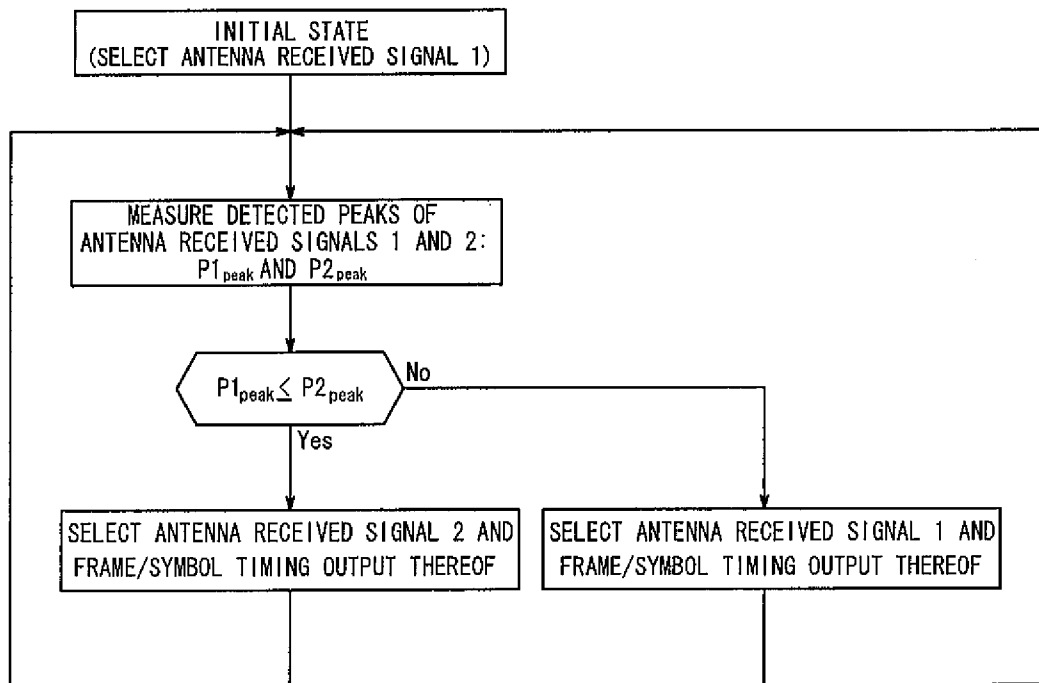 INITIAL STATE
(SELECT ANTENNA RECEIVED SIGNAL 1)
MEASURE DETECTED PEAKS OF
ANTENNA RECEIVED SIGNALS 1 AND 2:
P1peak AND P2peak
P1peak ≤ P2peak
No
Yes
SELECT ANTENNA RECEIVED SIGNAL 2 AND
FRAME/SYMBOL TIMING OUTPUT THEREOF
SELECT ANTENNA RECEIVED SIGNAL 1 AND
FRAME/SYMBOL TIMING OUTPUT THEREOF